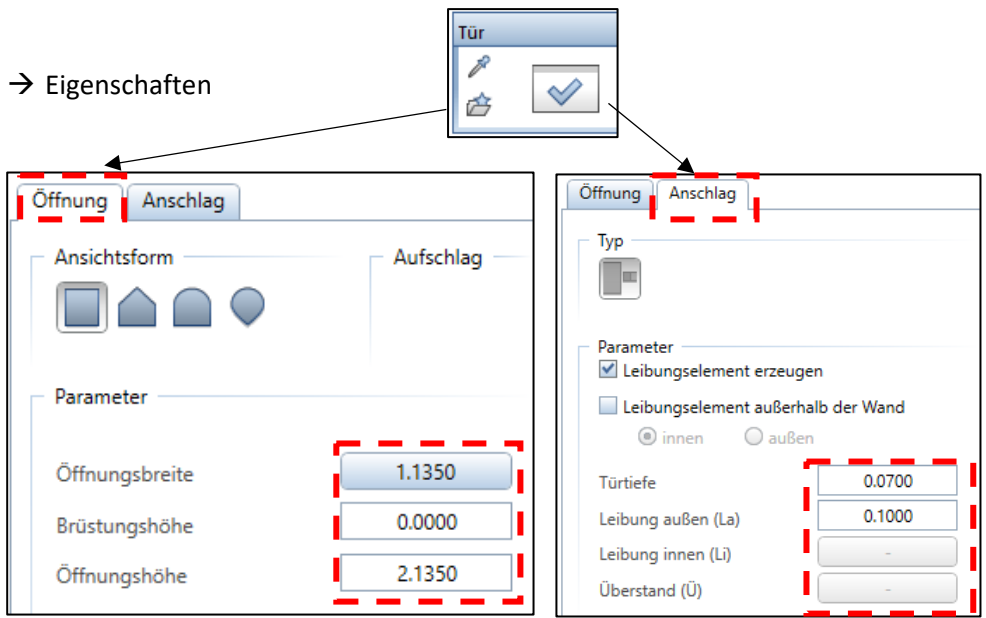 Tür
→ Eigenschaften
Öffnung Anschlag
Ansichtsform Aufschlag
Parameter
Öffnungsbreite 1.1350
Brüstungshöhe 0.0000
Öffnungshöhe 2.1350
Öffnung Anschlag
Typ
Parameter
Leibungselement erzeugen
Leibungselement außerhalb der Wand
innen außen
Türtiefe 0.0700
Leibung außen (La) 0.1000
Leibung innen (Li) -
Überstand (Ü) -